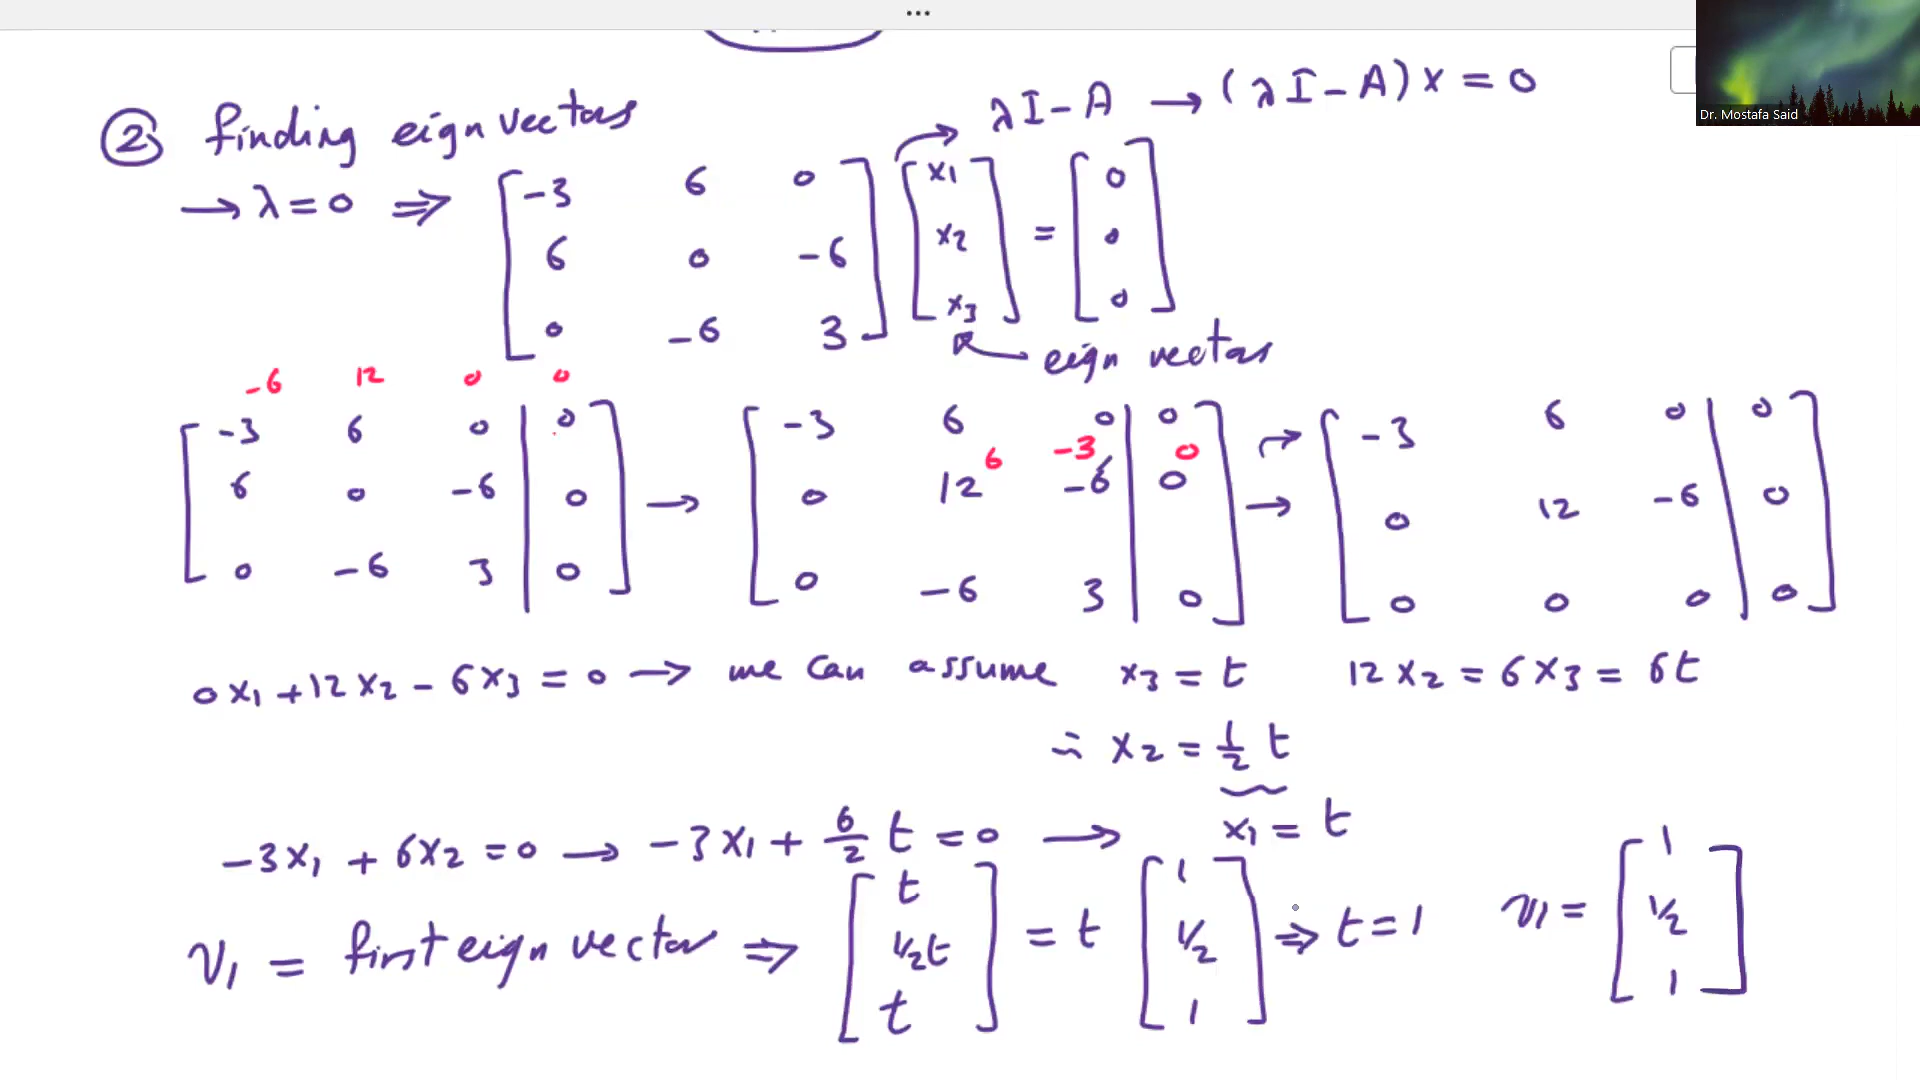 ...
Dr. Mostafa Said
② finding eign vectors λI-A → (λI-A)x = 0
→ λ = 0 ⇒ [-3 6 0 [x1 = [0
6 0 -6 x2 0
0 -6 3] x3] 0]
eign vector
-6 12 0 0
[-3 6 0 | 0 [-3 6 0 | 0 [-3 6 0 | 0
6 -3 0
6 0 -6 | 0 → 0 12 -6 | 0 → 0 12 -6 | 0
0 -6 3 | 0] 0 -6 3 | 0] 0 0 0 | 0]
0x1 + 12x2 - 6x3 = 0 → we can assume x3 = t 12x2 = 6x3 = 6t
∴ x2 = 1/2 t
-3x1 + 6x2 = 0 → -3x1 + 6/2 t = 0 → x1 = t
v1 = first eign vector ⇒ [t 1/2t t] = t [1 1/2 1] ⇒ t = 1 v1 = [1 1/2 1]